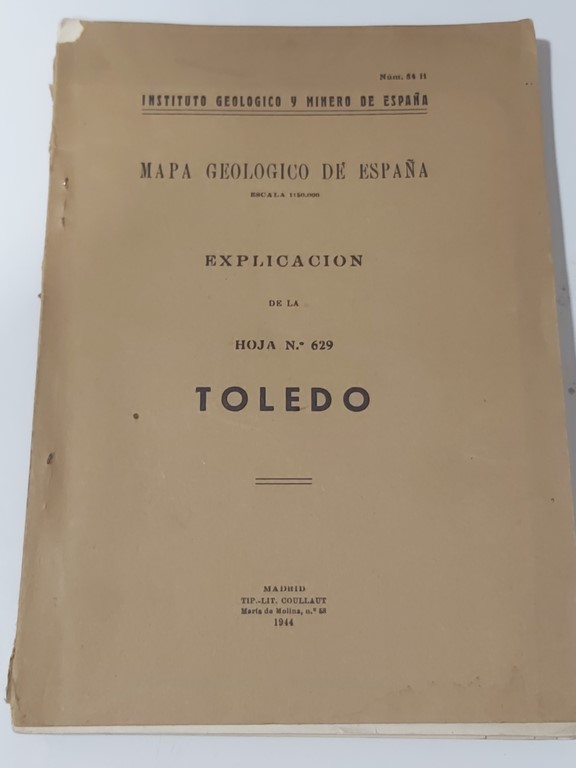 Núm. 84 II
INSTITUTO GEOLOGICO Y MINERO DE ESPAÑA
MAPA GEOLOGICO DE ESPAÑA
ESCALA 1:50.000
EXPLICACION
DE LA
HOJA N.º 629
TOLEDO
MADRID
TIP.-LIT. COULLAUT
María de Molina, n.º 58
1944